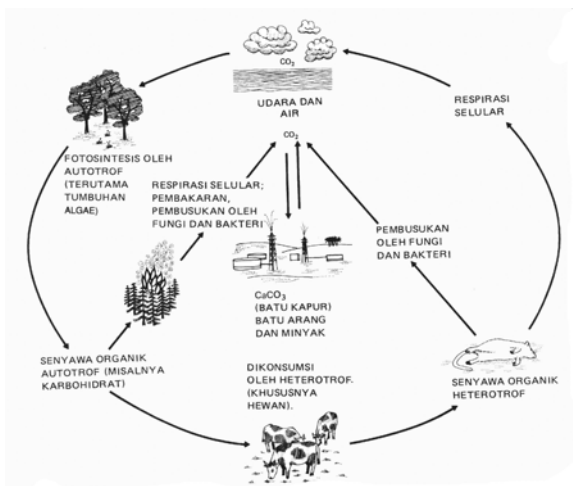 CO2
UDARA DAN
AIR
CO2
RESPIRASI
SELULAR
FOTOSINTESIS OLEH
AUTOTROF
(TERUTAMA
TUMBUHAN
ALGAE)
RESPIRASI SELULAR;
PEMBAKARAN,
PEMBUSUKAN OLEH
FUNGI DAN BAKTERI
PEMBUSUKAN
OLEH FUNGI
DAN BAKTERI
CaCO3
(BATU KAPUR)
BATU ARANG
DAN MINYAK
SENYAWA ORGANIK
AUTOTROF (MISALNYA
KARBOHIDRAT)
DIKONSUMSI
OLEH HETEROTROF.
(KHUSUSNYA
HEWAN).
SENYAWA ORGANIK
HETEROTROF